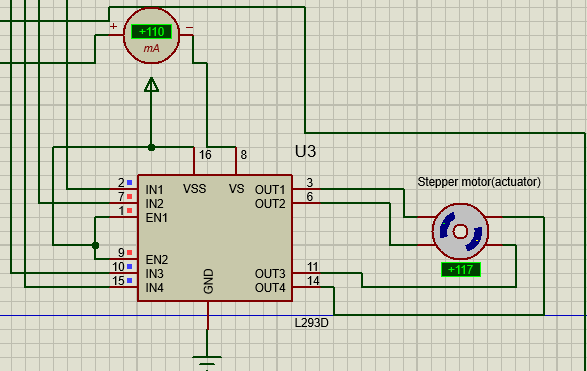 + +110 −
mA
16 8 U3
Stepper motor(actuator)
2 IN1 VSS VS OUT1 3
7 IN2 OUT2 6
1 EN1
9 EN2
+117
10 IN3 GND OUT3 11
15 IN4 OUT4 14
L293D